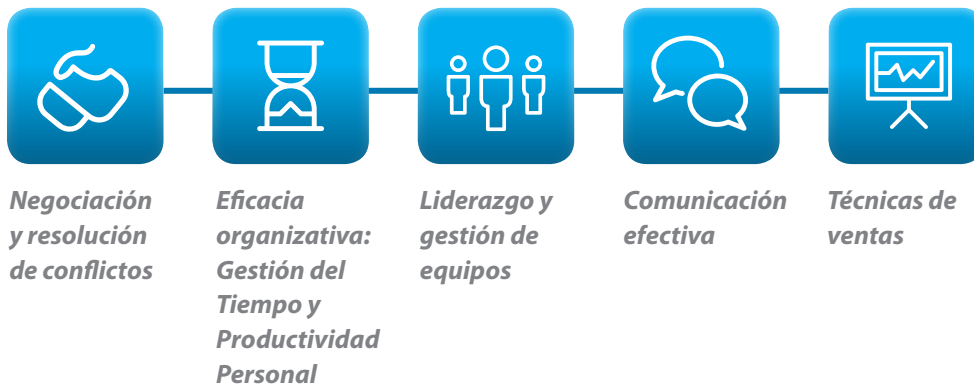 Negociación
y resolución
de conflictos
Eficacia
organizativa:
Gestión del
Tiempo y
Productividad
Personal
Liderazgo y
gestión de
equipos
Comunicación
efectiva
Técnicas de
ventas